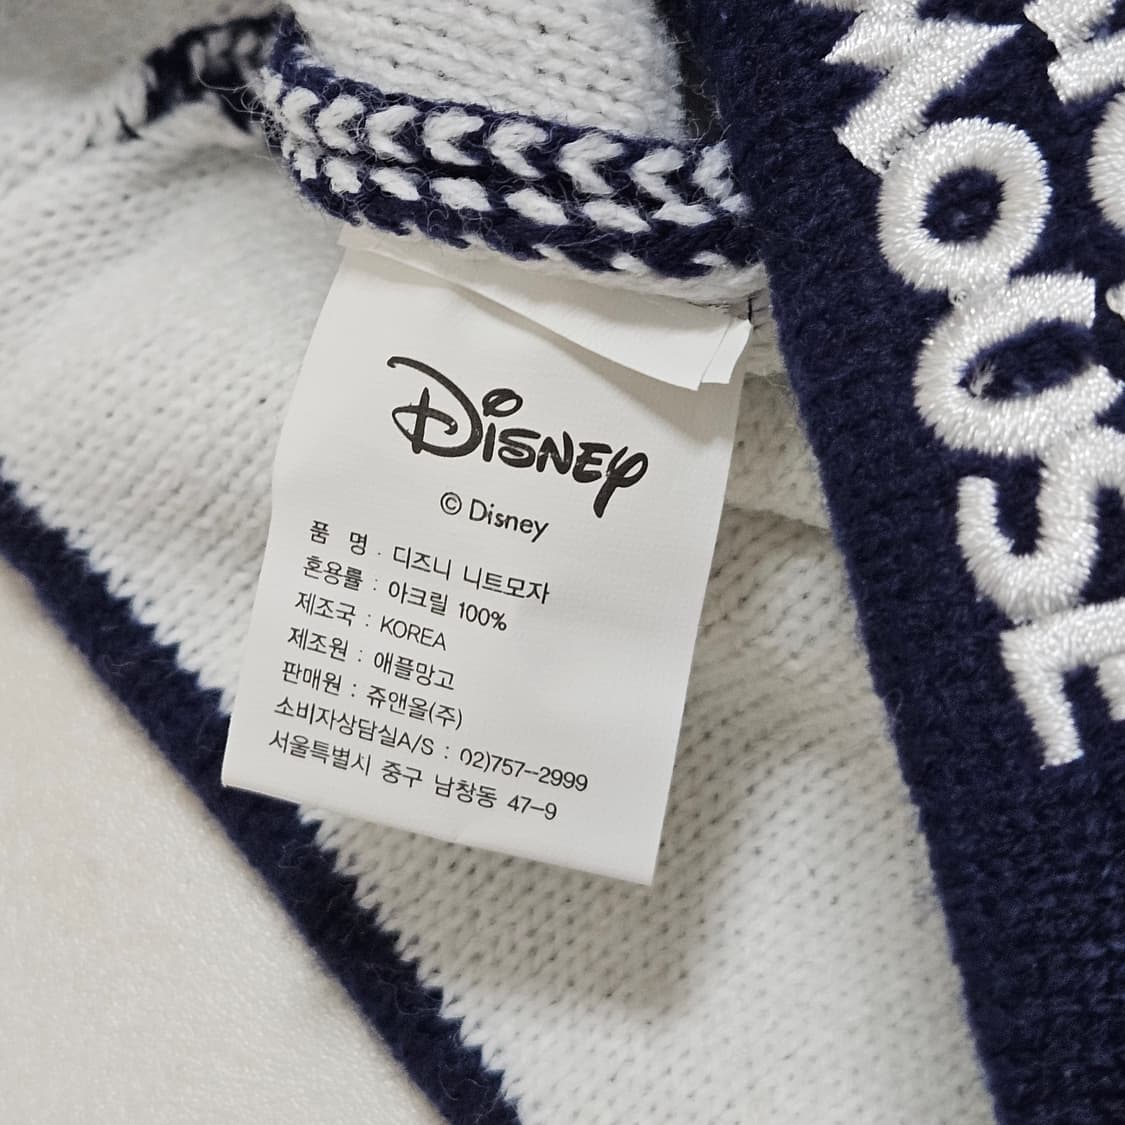 Disney
© Disney
품 명 : 디즈니 니트모자
혼용률 : 아크릴 100%
제조국 : KOREA
제조원 : 애플망고
판매원 : 쥬앤올(주)
소비자상담실A/S : 02)757-2999
서울특별시 중구 남창동 47-9
MOUSE